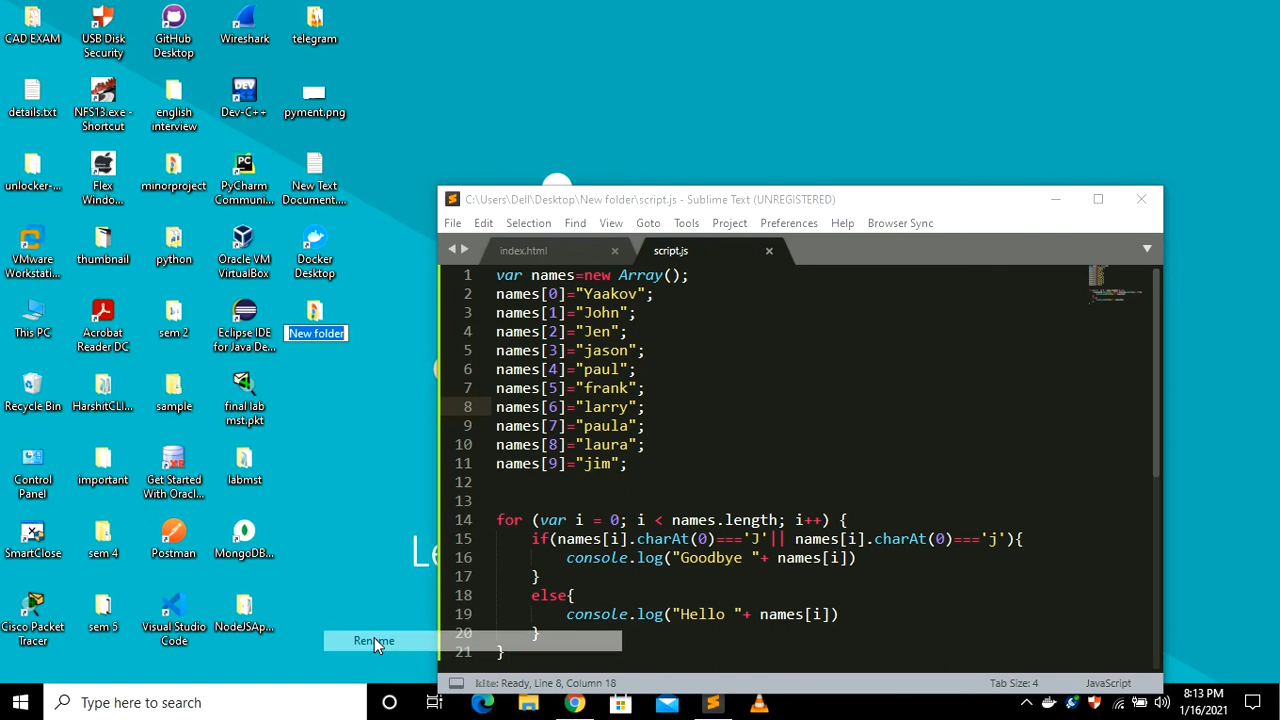 CAD EXAM
USB Disk
Security
GitHub
Desktop
Wireshark
telegram
details.txt
NFS13.exe -
Shortcut
english
interview
Dev-C++
pyment.png
unlocker-...
Flex
Windo...
minorproject
PyCharm
Communi...
New Text
Document....
VMware
Workstati...
thumbnail
python
Oracle VM
VirtualBox
Docker
Desktop
This PC
Acrobat
Reader DC
sem 2
Eclipse IDE
for Java De...
New folder
Recycle Bin
HarshitCLI...
sample
final lab
mst.pkt
Control
Panel
important
Get Started
With Oracl...
labmst
SmartClose
sem 4
Postman
MongoDB...
Cisco Packet
Tracer
sem 5
Visual Studio
Code
NodeJSAp...
Rename
Le
C:\Users\Dell\Desktop\New folder\script.js - Sublime Text (UNREGISTERED)
File Edit Selection Find View Goto Tools Project Preferences Help Browser Sync
index.html script.js
1 var names=new Array();
2 names[0]="Yaakov";
3 names[1]="John";
4 names[2]="Jen";
5 names[3]="jason";
6 names[4]="paul";
7 names[5]="frank";
8 names[6]="larry";
9 names[7]="paula";
10 names[8]="laura";
11 names[9]="jim";
12
13
14 for (var i = 0; i < names.length; i++) {
15 if(names[i].charAt(0)==='J'|| names[i].charAt(0)==='j'){
16 console.log("Goodbye "+ names[i])
17 }
18 else{
19 console.log("Hello "+ names[i])
20 }
21 }
kite: Ready, Line 8, Column 18 Tab Size: 4 JavaScript
Type here to search
8:13 PM
1/16/2021